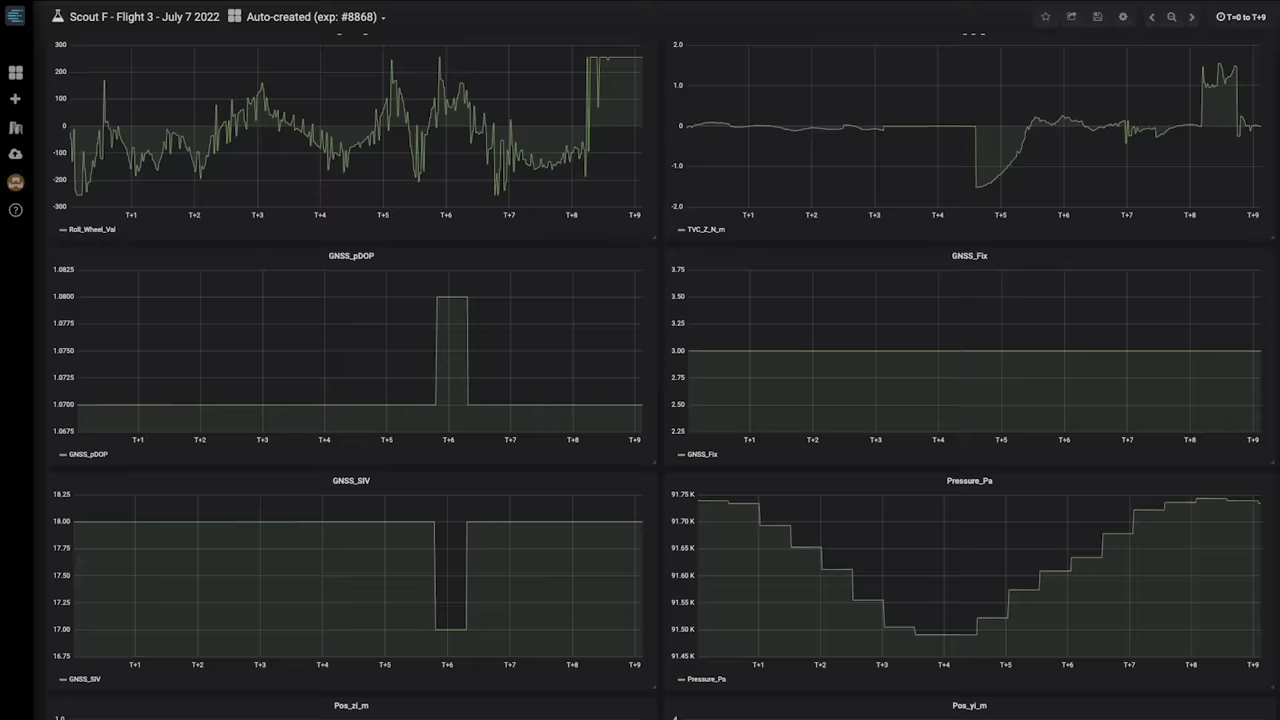 Scout F - Flight 3 - July 7 2022 Auto-created (exp: #8868) T=0 to T+9
300
200
100
0
-100
-200
-300
T+1 T+2 T+3 T+4 T+5 T+6 T+7 T+8 T+9
Roll_Wheel_Val
2.0
1.0
0
-1.0
-2.0
T+1 T+2 T+3 T+4 T+5 T+6 T+7 T+8 T+9
TVC_Z_N_m
GNSS_pDOP
1.0825
1.0800
1.0775
1.0750
1.0725
1.0700
1.0675
T+1 T+2 T+3 T+4 T+5 T+6 T+7 T+8 T+9
GNSS_pDOP
GNSS_Fix
3.75
3.50
3.25
3.00
2.75
2.50
2.25
T+1 T+2 T+3 T+4 T+5 T+6 T+7 T+8 T+9
GNSS_Fix
GNSS_SIV
18.25
18.00
17.75
17.50
17.25
17.00
16.75
T+1 T+2 T+3 T+4 T+5 T+6 T+7 T+8 T+9
GNSS_SIV
Pressure_Pa
91.75 K
91.70 K
91.65 K
91.60 K
91.55 K
91.50 K
91.45 K
T+1 T+2 T+3 T+4 T+5 T+6 T+7 T+8 T+9
Pressure_Pa
Pos_zi_m
1.0
Pos_yi_m
4